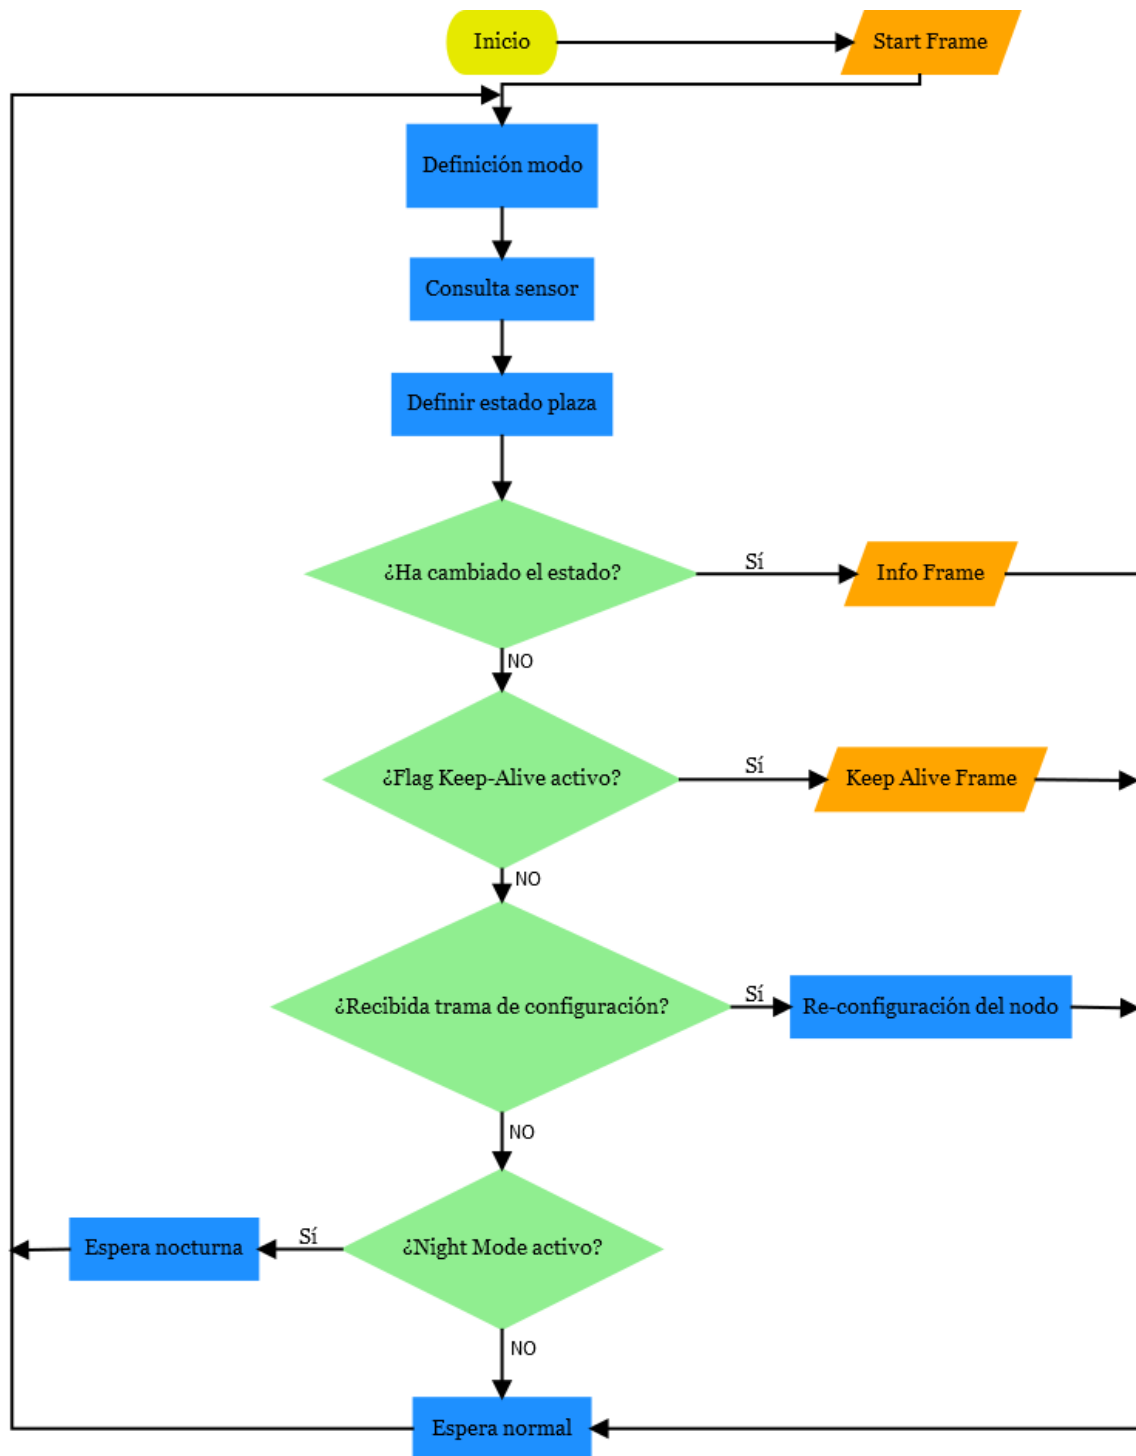 Inicio
Start Frame
Definición modo
Consulta sensor
Definir estado plaza
¿Ha cambiado el estado?
Sí
Info Frame
NO
¿Flag Keep-Alive activo?
Sí
Keep Alive Frame
NO
¿Recibida trama de configuración?
Sí
Re-configuración del nodo
NO
Espera nocturna
Sí
¿Night Mode activo?
NO
Espera normal